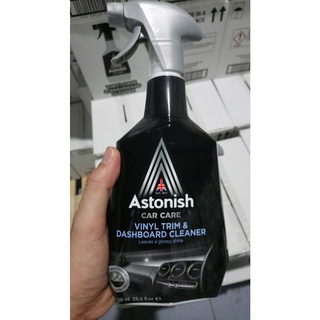 Astonish
CAR CARE
VINYL TRIM &
DASHBOARD CLEANER
Leaves a glossy shine